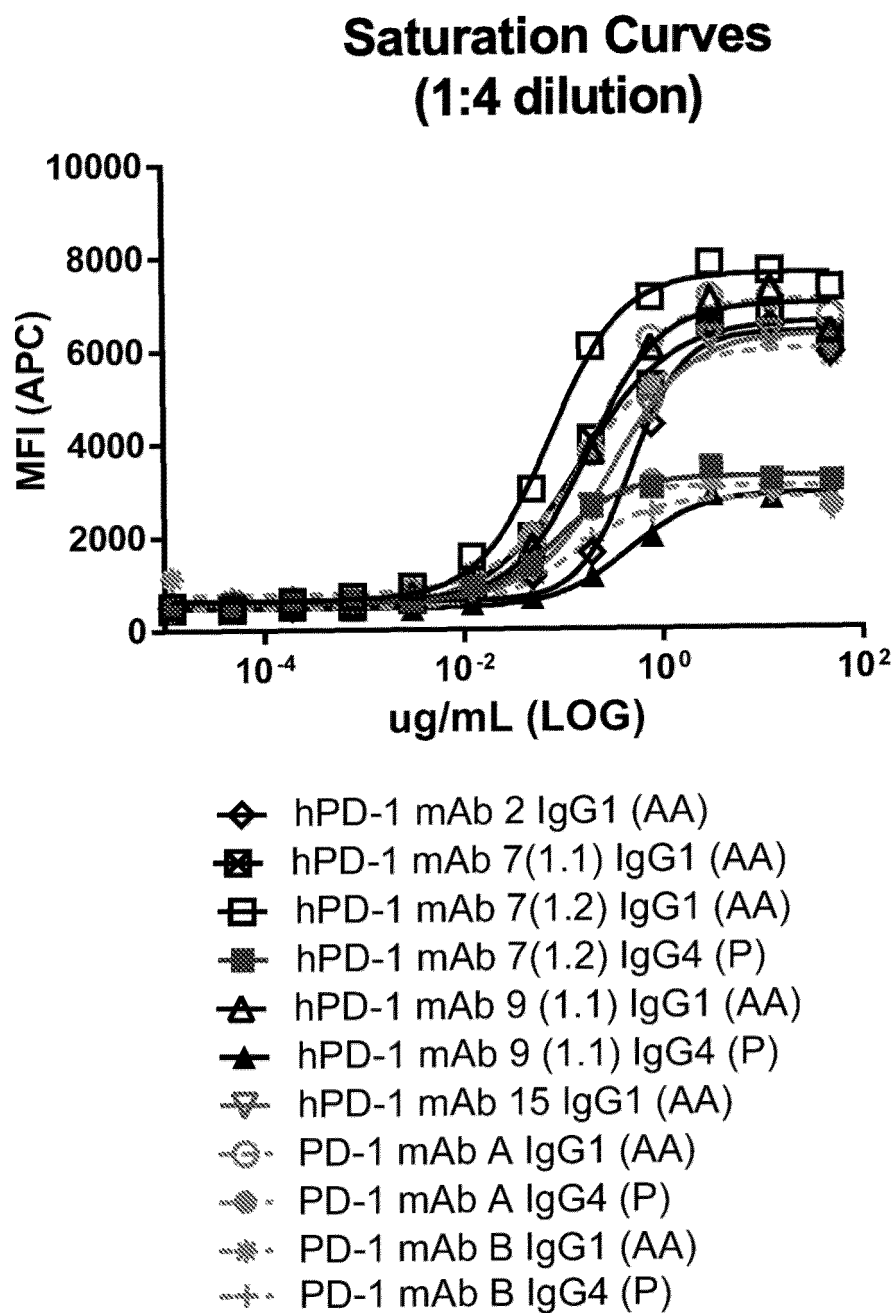 Saturation Curves
(1:4 dilution)
10000
8000
6000
4000
2000
0
MFI (APC)
10-4
10-2
100
102
ug/mL (LOG)
hPD-1 mAb 2 IgG1 (AA)
hPD-1 mAb 7(1.1) IgG1 (AA)
hPD-1 mAb 7(1.2) IgG1 (AA)
hPD-1 mAb 7(1.2) IgG4 (P)
hPD-1 mAb 9 (1.1) IgG1 (AA)
hPD-1 mAb 9 (1.1) IgG4 (P)
hPD-1 mAb 15 IgG1 (AA)
PD-1 mAb A IgG1 (AA)
PD-1 mAb A IgG4 (P)
PD-1 mAb B IgG1 (AA)
PD-1 mAb B IgG4 (P)